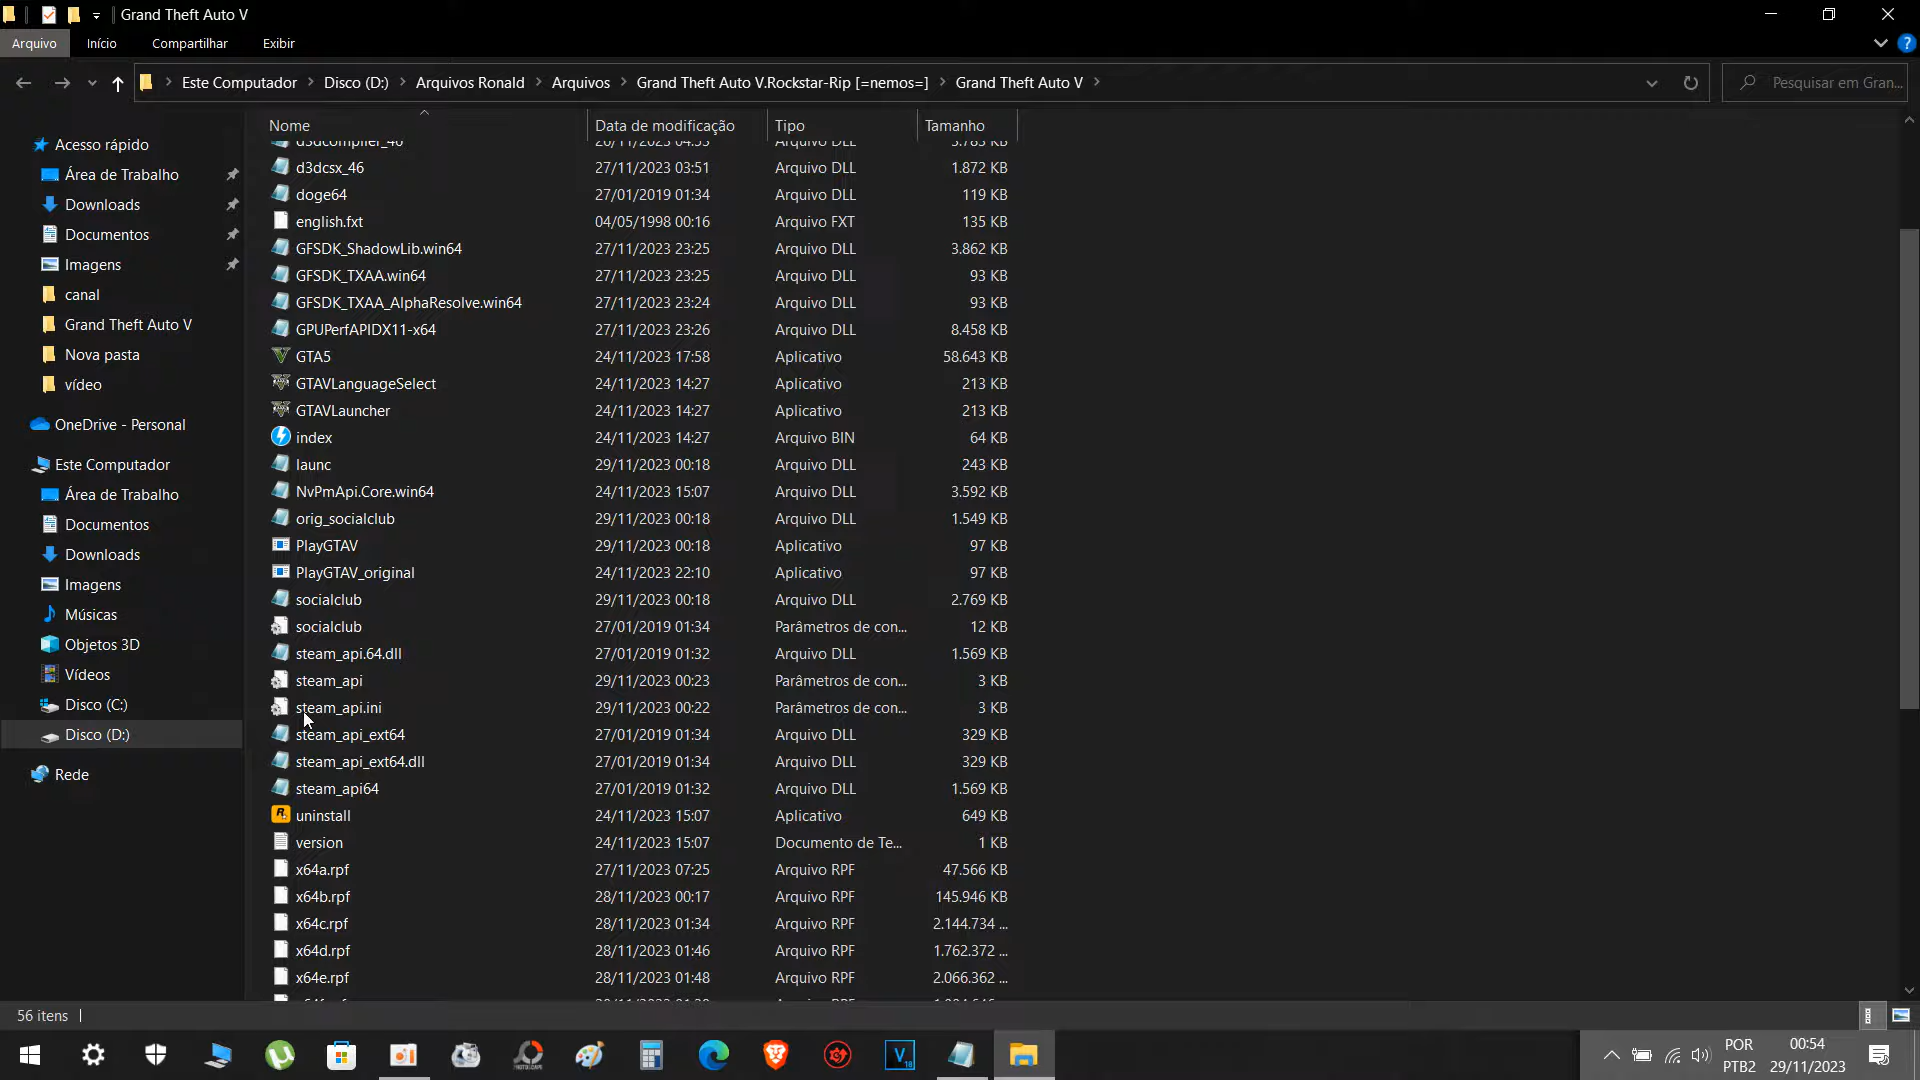 Grand Theft Auto V
Arquivo Início Compartilhar Exibir
Este Computador Disco (D:) Arquivos Ronald Arquivos Grand Theft Auto V.Rockstar-Rip [=nemos=] Grand Theft Auto V Pesquisar em Gran...
Nome Data de modificação Tipo Tamanho
d3dcompiler_46 Arquivo DLL
d3dcsx_46 27/11/2023 03:51 Arquivo DLL 1.872 KB
doge64 27/01/2019 01:34 Arquivo DLL 119 KB
english.fxt 04/05/1998 00:16 Arquivo FXT 135 KB
GFSDK_ShadowLib.win64 27/11/2023 23:25 Arquivo DLL 3.862 KB
GFSDK_TXAA.win64 27/11/2023 23:25 Arquivo DLL 93 KB
GFSDK_TXAA_AlphaResolve.win64 27/11/2023 23:24 Arquivo DLL 93 KB
GPUPerfAPIDX11-x64 27/11/2023 23:26 Arquivo DLL 8.458 KB
GTA5 24/11/2023 17:58 Aplicativo 58.643 KB
GTAVLanguageSelect 24/11/2023 14:27 Aplicativo 213 KB
GTAVLauncher 24/11/2023 14:27 Aplicativo 213 KB
index 24/11/2023 14:27 Arquivo BIN 64 KB
launc 29/11/2023 00:18 Arquivo DLL 243 KB
NvPmApi.Core.win64 24/11/2023 15:07 Arquivo DLL 3.592 KB
orig_socialclub 29/11/2023 00:18 Arquivo DLL 1.549 KB
PlayGTAV 29/11/2023 00:18 Aplicativo 97 KB
PlayGTAV_original 24/11/2023 22:10 Aplicativo 97 KB
socialclub 29/11/2023 00:18 Arquivo DLL 2.769 KB
socialclub 27/01/2019 01:34 Parâmetros de con... 12 KB
steam_api.64.dll 27/01/2019 01:32 Arquivo DLL 1.569 KB
steam_api 29/11/2023 00:23 Parâmetros de con... 3 KB
steam_api.ini 29/11/2023 00:22 Parâmetros de con... 3 KB
steam_api_ext64 27/01/2019 01:34 Arquivo DLL 329 KB
steam_api_ext64.dll 27/01/2019 01:34 Arquivo DLL 329 KB
steam_api64 27/01/2019 01:32 Arquivo DLL 1.569 KB
uninstall 24/11/2023 15:07 Aplicativo 649 KB
version 24/11/2023 15:07 Documento de Te... 1 KB
x64a.rpf 27/11/2023 07:25 Arquivo RPF 47.566 KB
x64b.rpf 28/11/2023 00:17 Arquivo RPF 145.946 KB
x64c.rpf 28/11/2023 01:34 Arquivo RPF 2.144.734 ...
x64d.rpf 28/11/2023 01:46 Arquivo RPF 1.762.372 ...
x64e.rpf 28/11/2023 01:48 Arquivo RPF 2.066.362 ...
Acesso rápido
Área de Trabalho
Downloads
Documentos
Imagens
canal
Grand Theft Auto V
Nova pasta
vídeo
OneDrive - Personal
Este Computador
Área de Trabalho
Documentos
Downloads
Imagens
Músicas
Objetos 3D
Vídeos
Disco (C:)
Disco (D:)
Rede
56 itens
POR
PTB2
00:54
29/11/2023